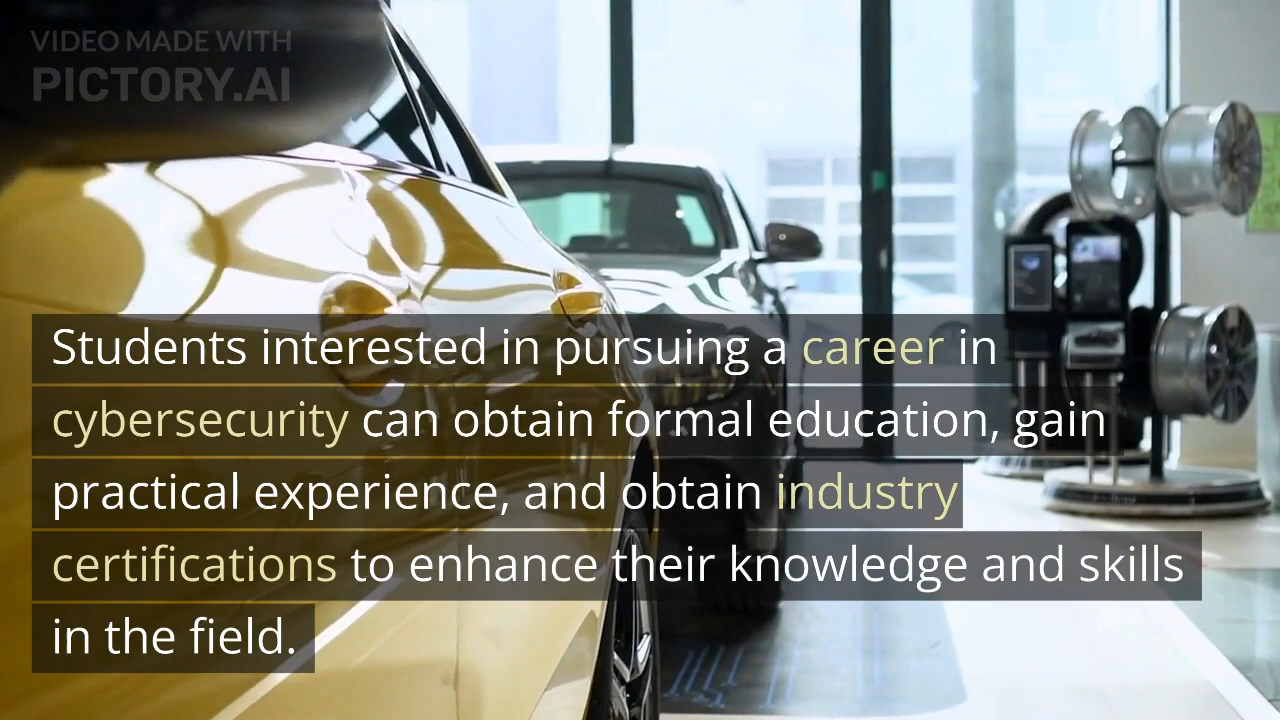 VIDEO MADE WITH
PICTORY.AI
Students interested in pursuing a career in
cybersecurity can obtain formal education, gain
practical experience, and obtain industry
certifications to enhance their knowledge and skills
in the field.